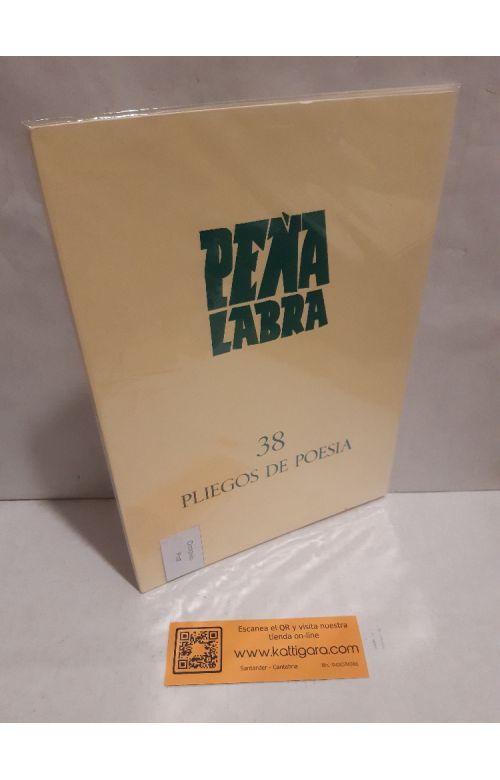 PEÑA
LABRA
38
PLIEGOS DE POESIA
Escanea el QR y visita nuestra
tienda on-line
www.kattigara.com
Santander - Cantabria